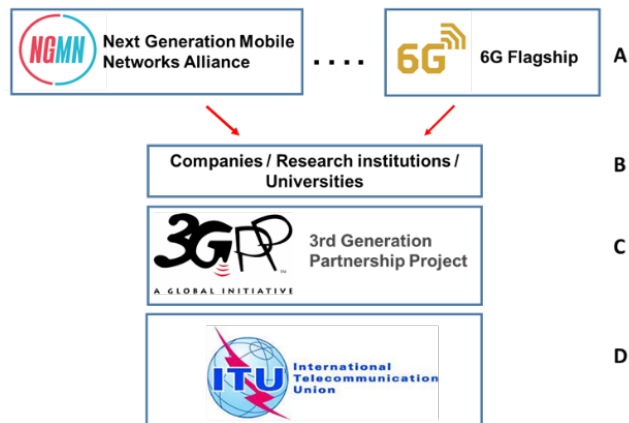 NGMN
Next Generation Mobile
Networks Alliance
....
6G
6G Flagship
A
Companies / Research institutions /
Universities
B
3GPP
TM
A GLOBAL INITIATIVE
3rd Generation
Partnership Project
C
ITU
International
Telecommunication
Union
D